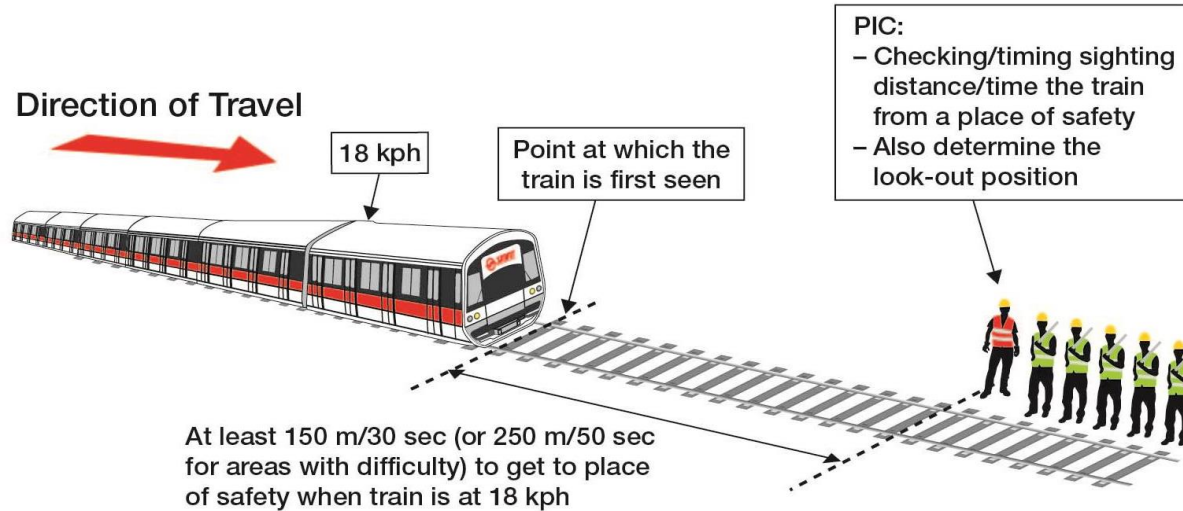 PIC:
– Checking/timing sighting
distance/time the train
from a place of safety
– Also determine the
look-out position
Direction of Travel
18 kph
Point at which the
train is first seen
SMRT
At least 150 m/30 sec (or 250 m/50 sec
for areas with difficulty) to get to place
of safety when train is at 18 kph